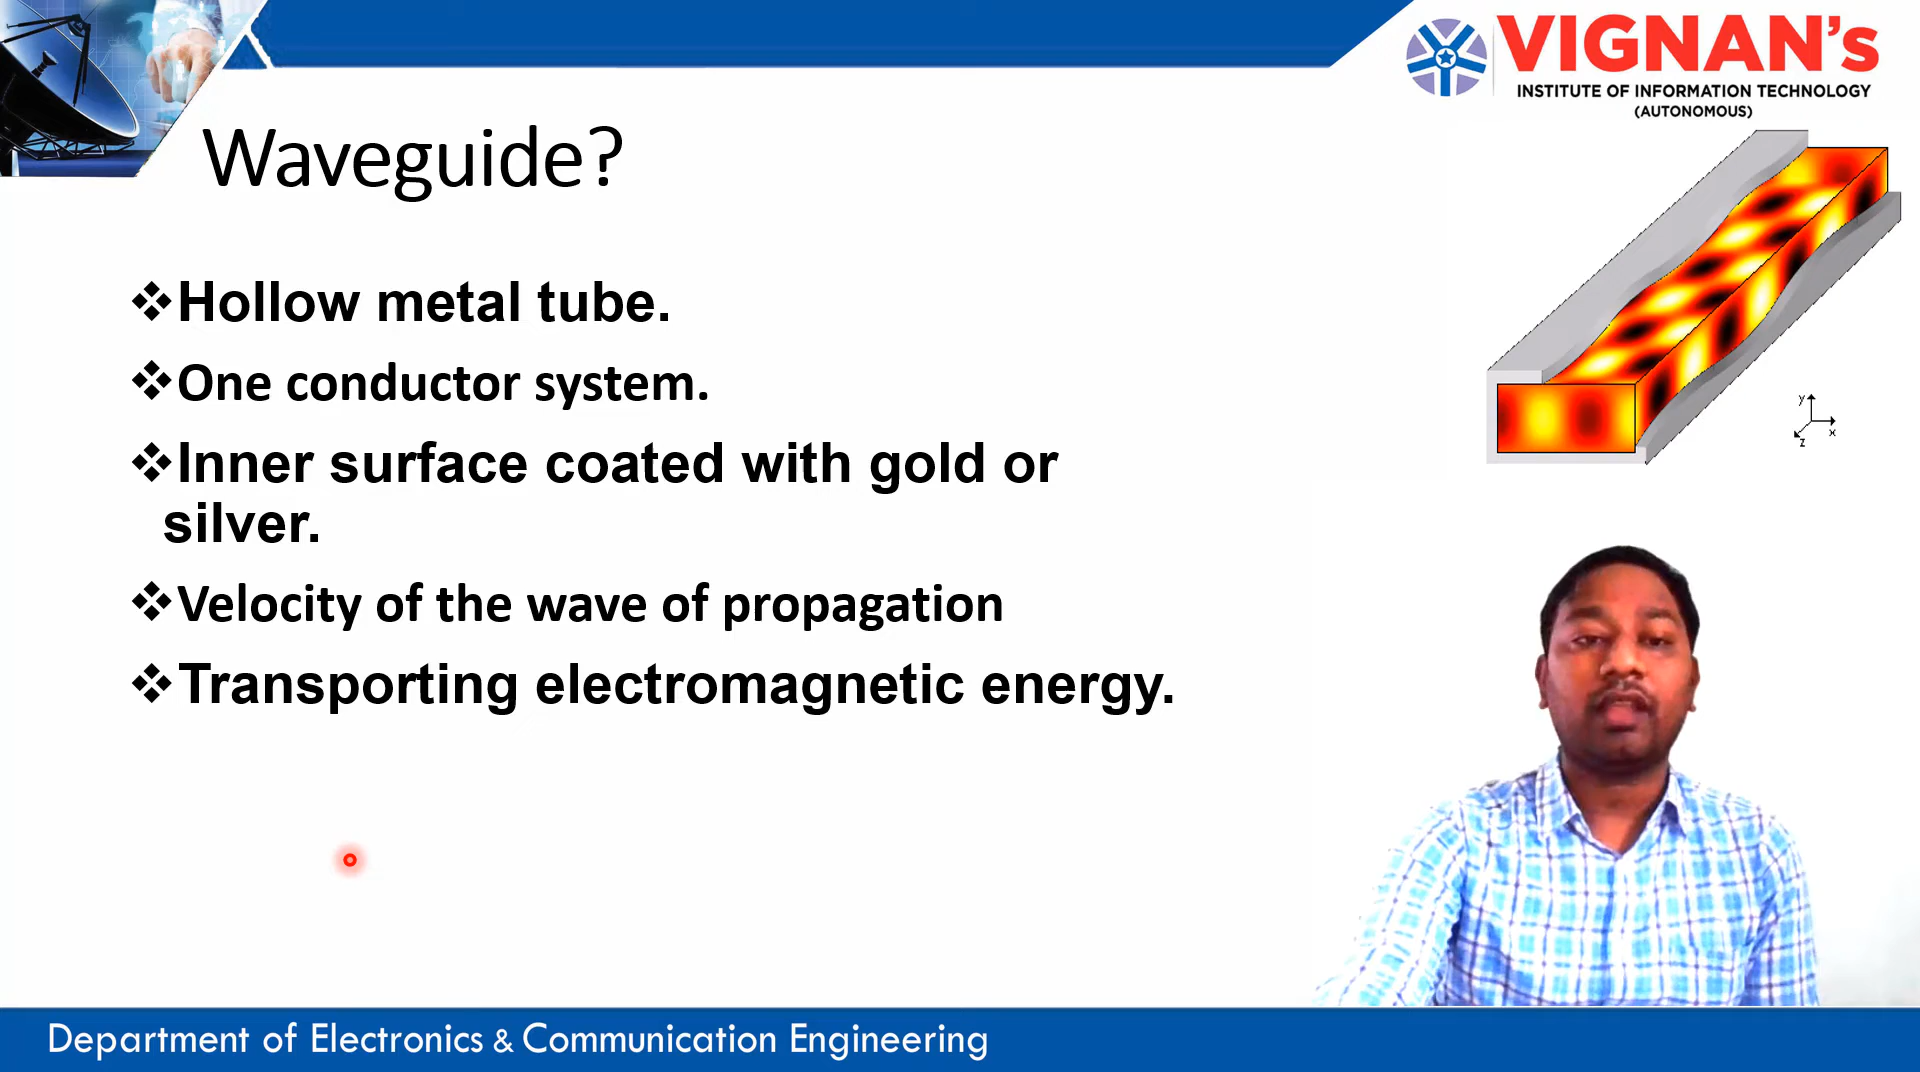 VIGNAN's
INSTITUTE OF INFORMATION TECHNOLOGY
(AUTONOMOUS)
Waveguide?
❖Hollow metal tube.
❖One conductor system.
❖Inner surface coated with gold or
silver.
❖Velocity of the wave of propagation
❖Transporting electromagnetic energy.
y
x
z
Department of Electronics & Communication Engineering